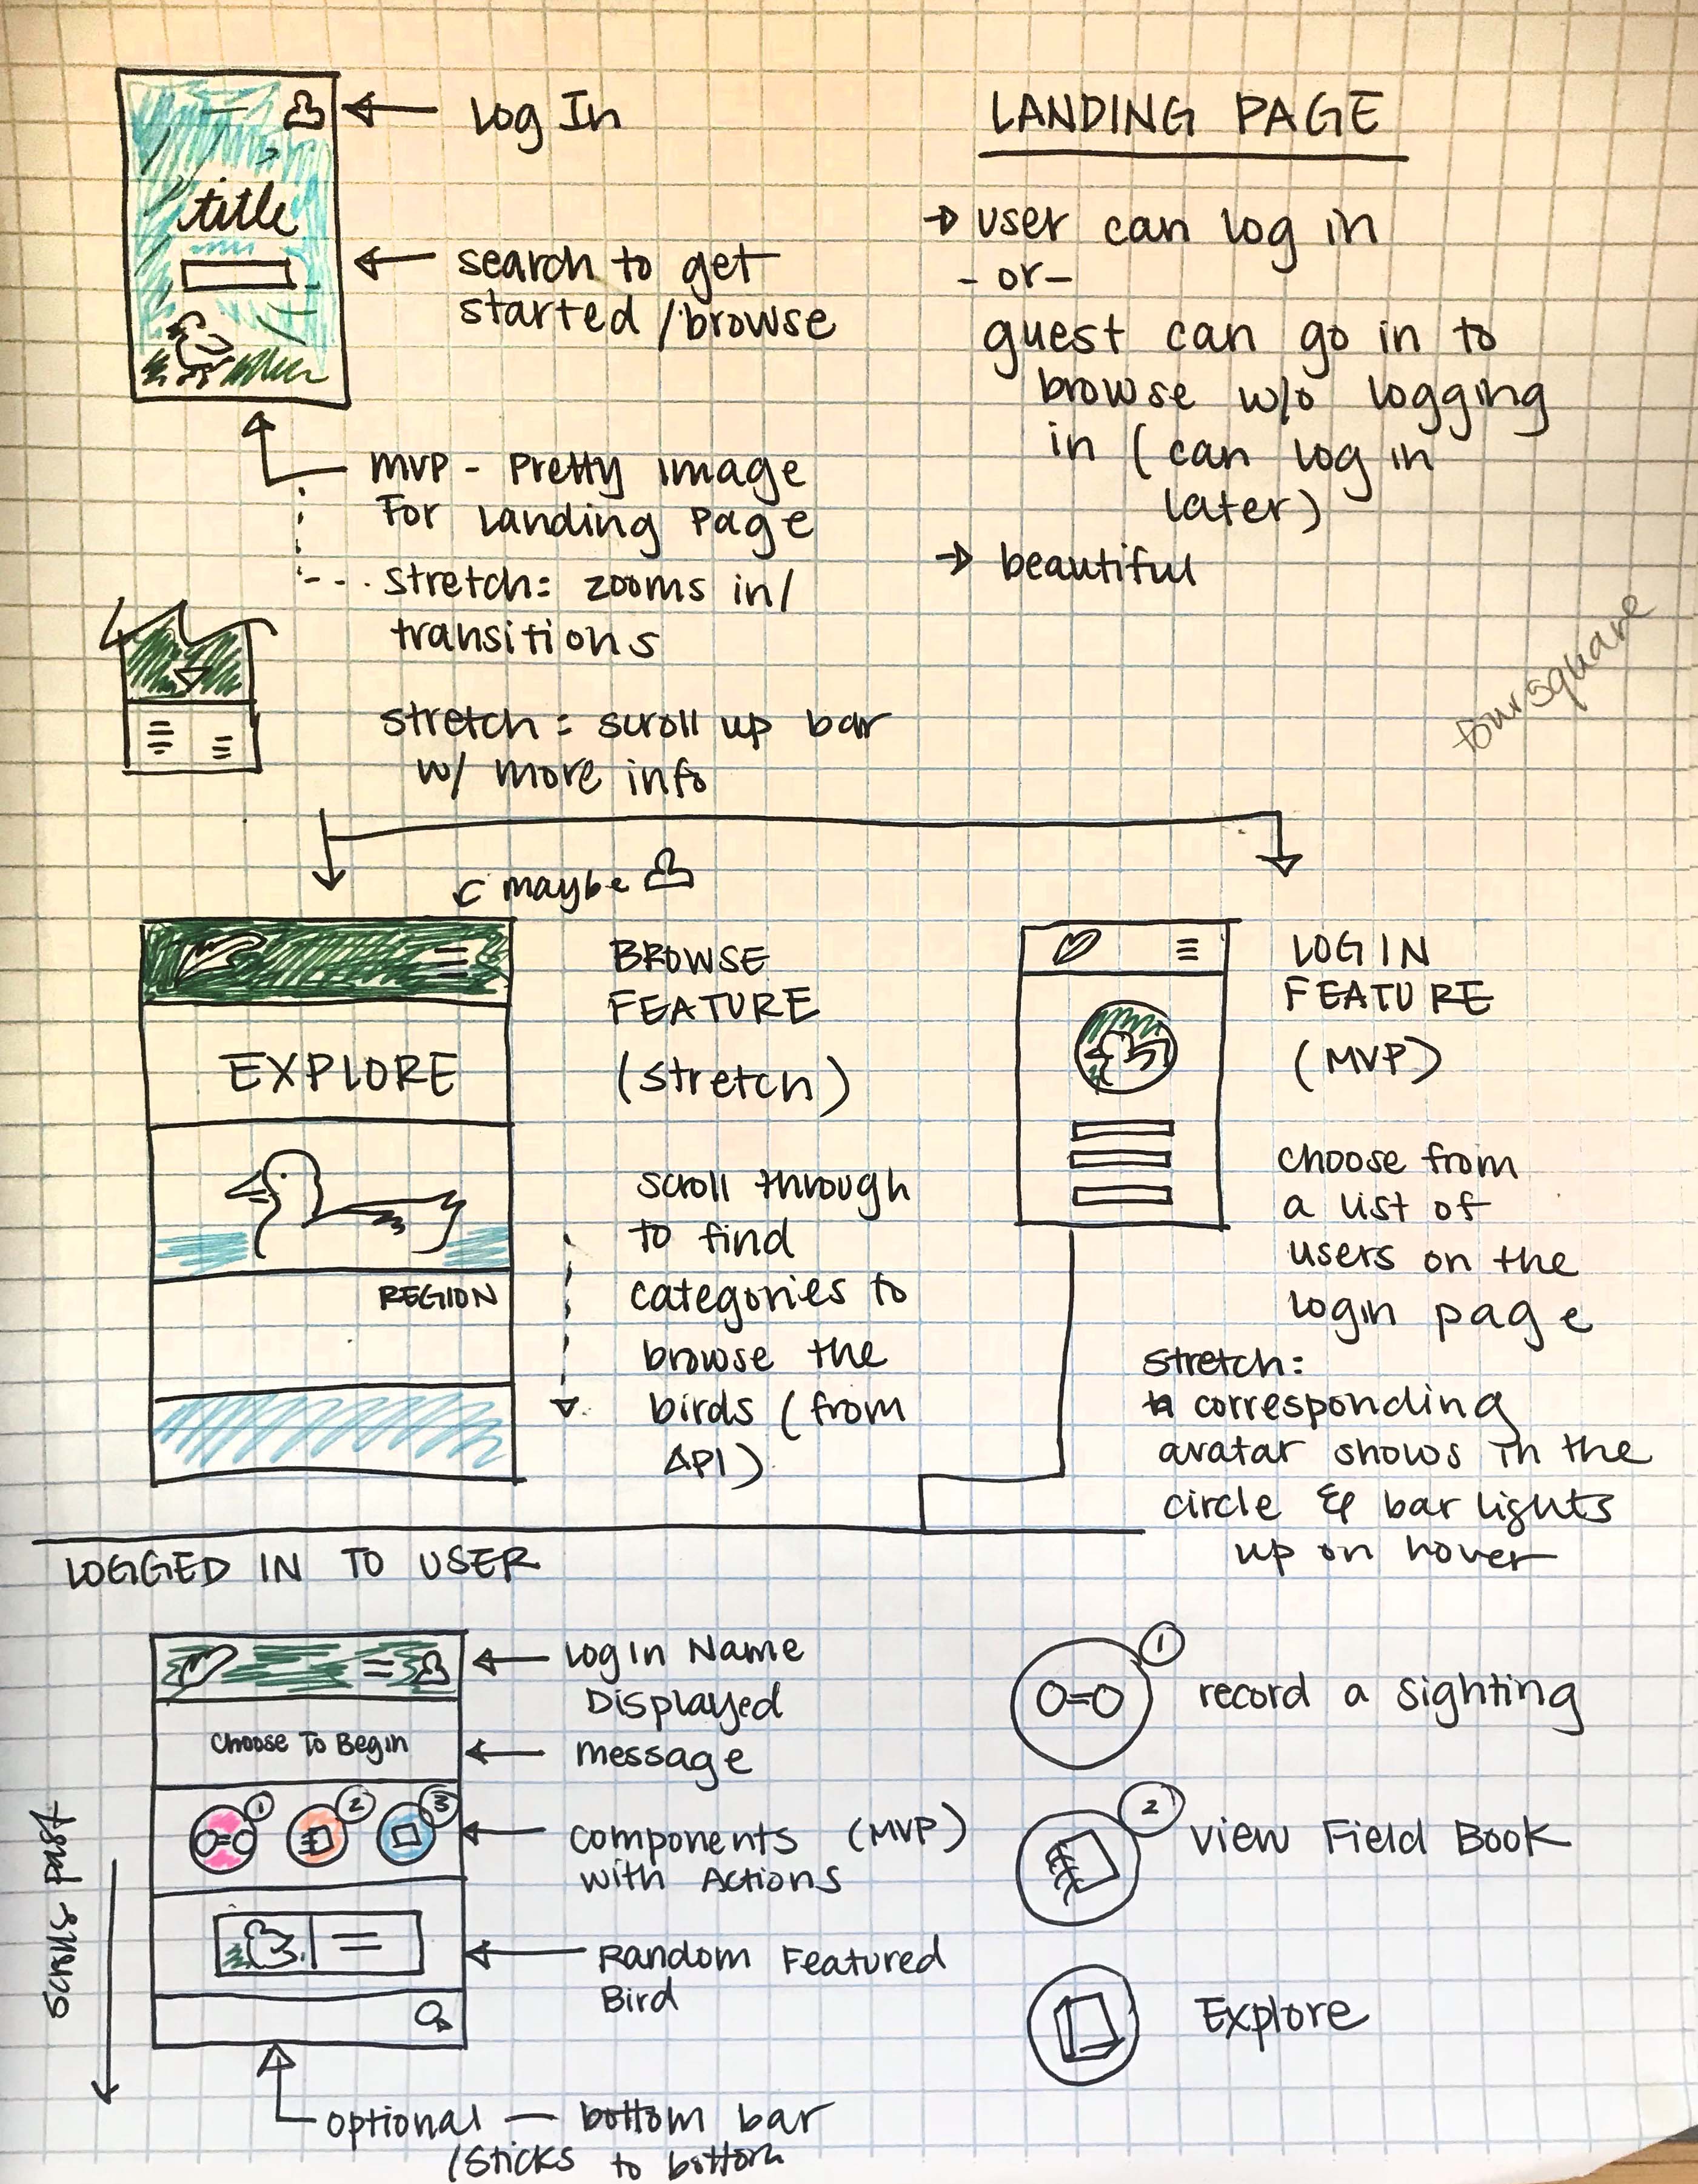 Log In
title
search to get
started / browse
MVP - Pretty Image
For Landing Page
stretch: zooms in/
transitions
stretch: scroll up bar
w/ more info
LANDING PAGE
→ user can log in
- or -
guest can go in to
browse w/o logging
in (can log in
later)
→ beautiful
foursquare
maybe
EXPLORE
REGION
BROWSE
FEATURE
(stretch)
scroll through
to find
categories to
browse the
birds (from
API)
LOG IN
FEATURE
(MVP)
choose from
a list of
users on the
login page
stretch:
corresponding
avatar shows in the
circle & bar lights
up on hover
LOGGED IN TO USER
Log In Name
Displayed
Choose To Begin
message
1 2 3
components (MVP)
with Actions
Random Featured
Bird
scrolls past
optional — bottom bar
/sticks to bottom
1
record a sighting
2
view Field Book
Explore